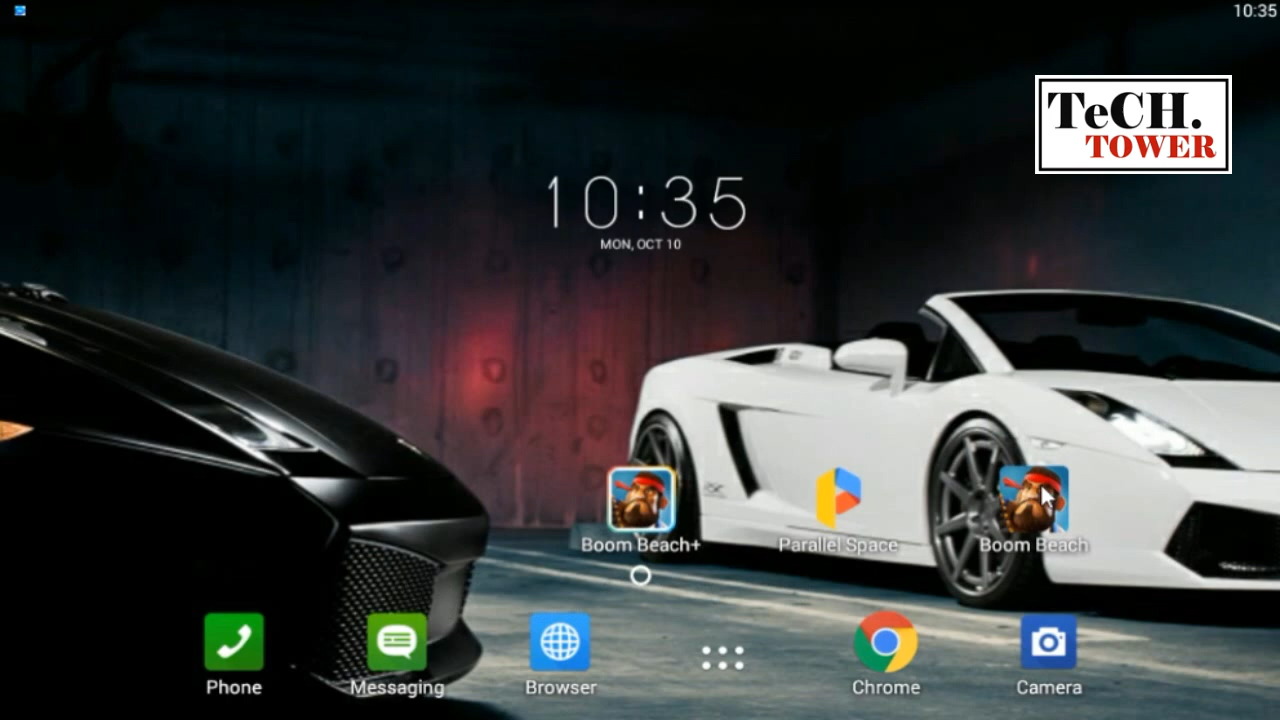 10:35
TeCH.
TOWER
10:35
MON, OCT 10
Boom Beach+
Parallel Space
Boom Beach
Phone
Messaging
Browser
Chrome
Camera